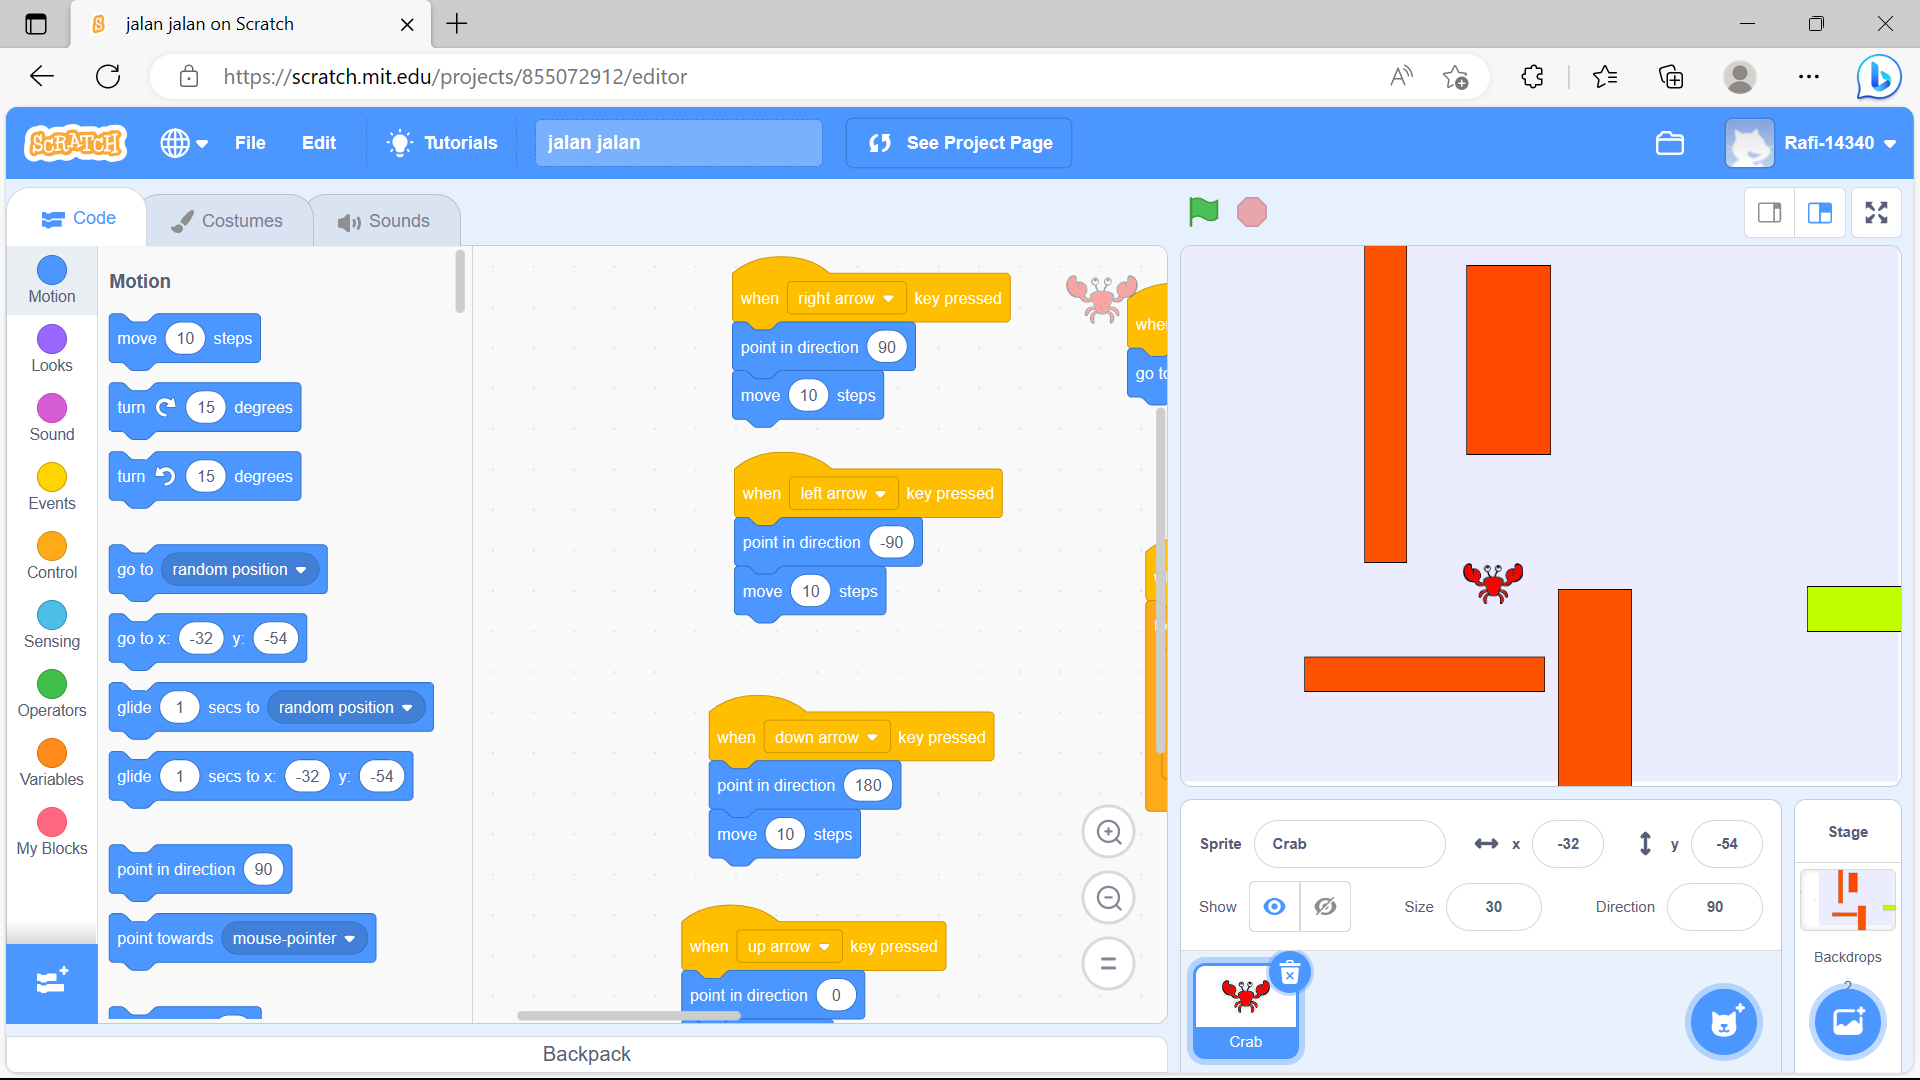 jalan jalan on Scratch
https://scratch.mit.edu/projects/855072912/editor
SCRATCH
File
Edit
Tutorials
jalan jalan
See Project Page
Rafi-14340
Code
Costumes
Sounds
Motion
Looks
Sound
Events
Control
Sensing
Operators
Variables
My Blocks
Motion
move 10 steps
turn 15 degrees
turn 15 degrees
go to random position
go to x: -32 y: -54
glide 1 secs to random position
glide 1 secs to x: -32 y: -54
point in direction 90
point towards mouse-pointer
when right arrow key pressed
point in direction 90
move 10 steps
when left arrow key pressed
point in direction -90
move 10 steps
when down arrow key pressed
point in direction 180
move 10 steps
when up arrow key pressed
point in direction 0
go to
Backpack
Sprite Crab x -32 y -54
Show Size 30 Direction 90
Crab
Stage
Backdrops
2